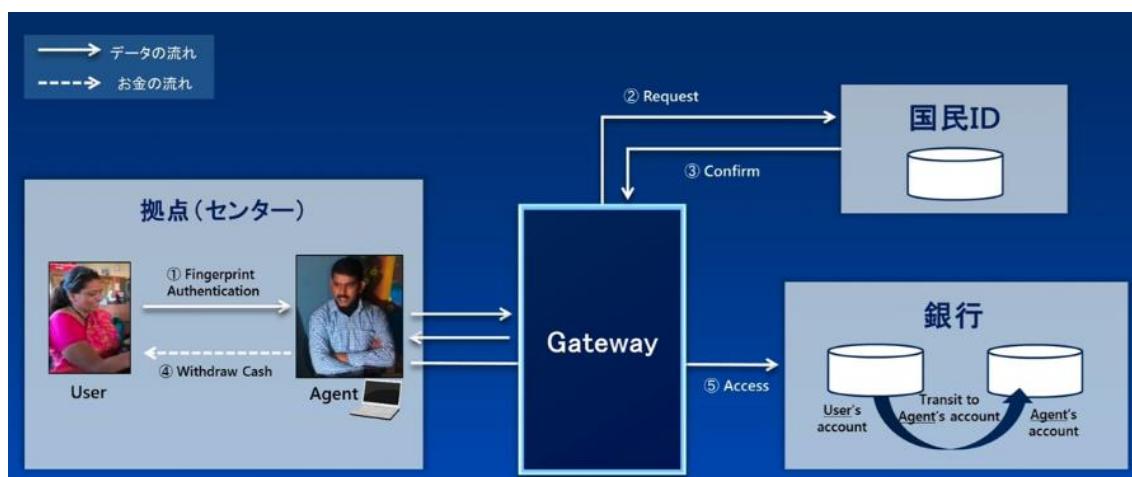 データの流れ
お金の流れ
② Request
国民ID
③ Confirm
拠点(センター)
① Fingerprint
Authentication
④ Withdraw Cash
User
Agent
Gateway
⑤ Access
銀行
User's
account
Transit to
Agent's account
Agent's
account